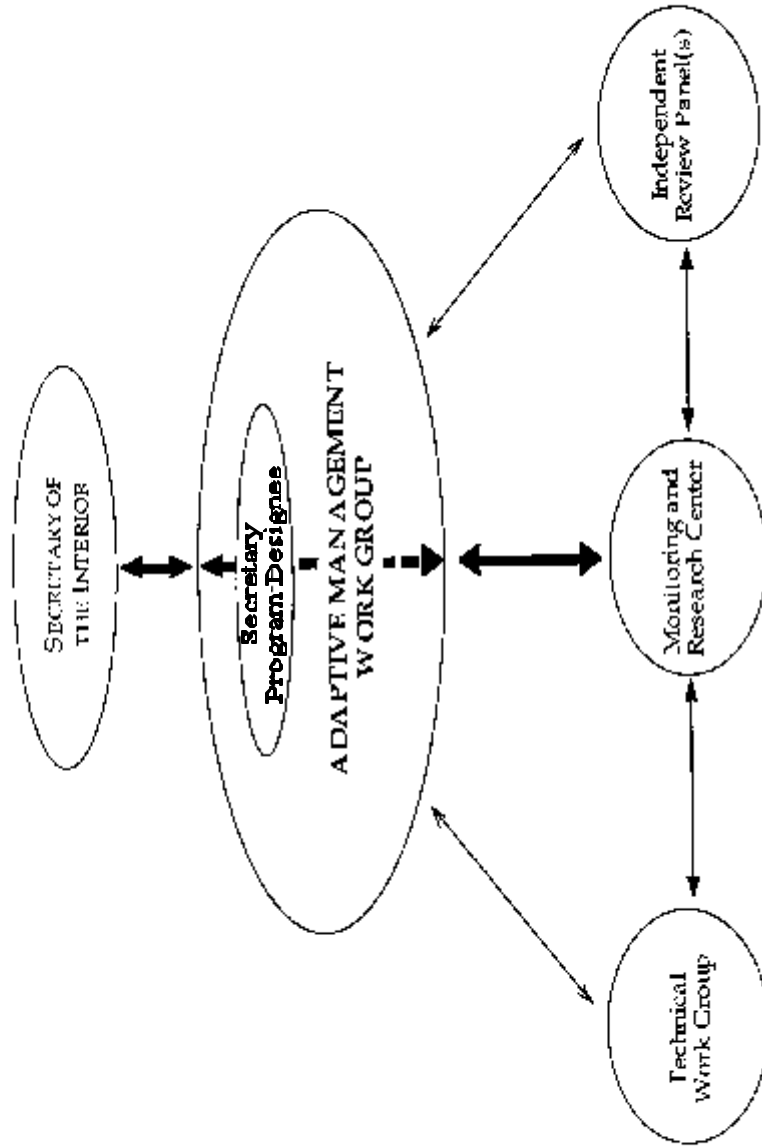 SECRETARY OF
THE INTERIOR
Secretary
Program Designee
ADAPTIVE MANAGEMENT
WORK GROUP
Technical
Work Group
Monitoring and
Research Center
Independent
Review Panel(s)